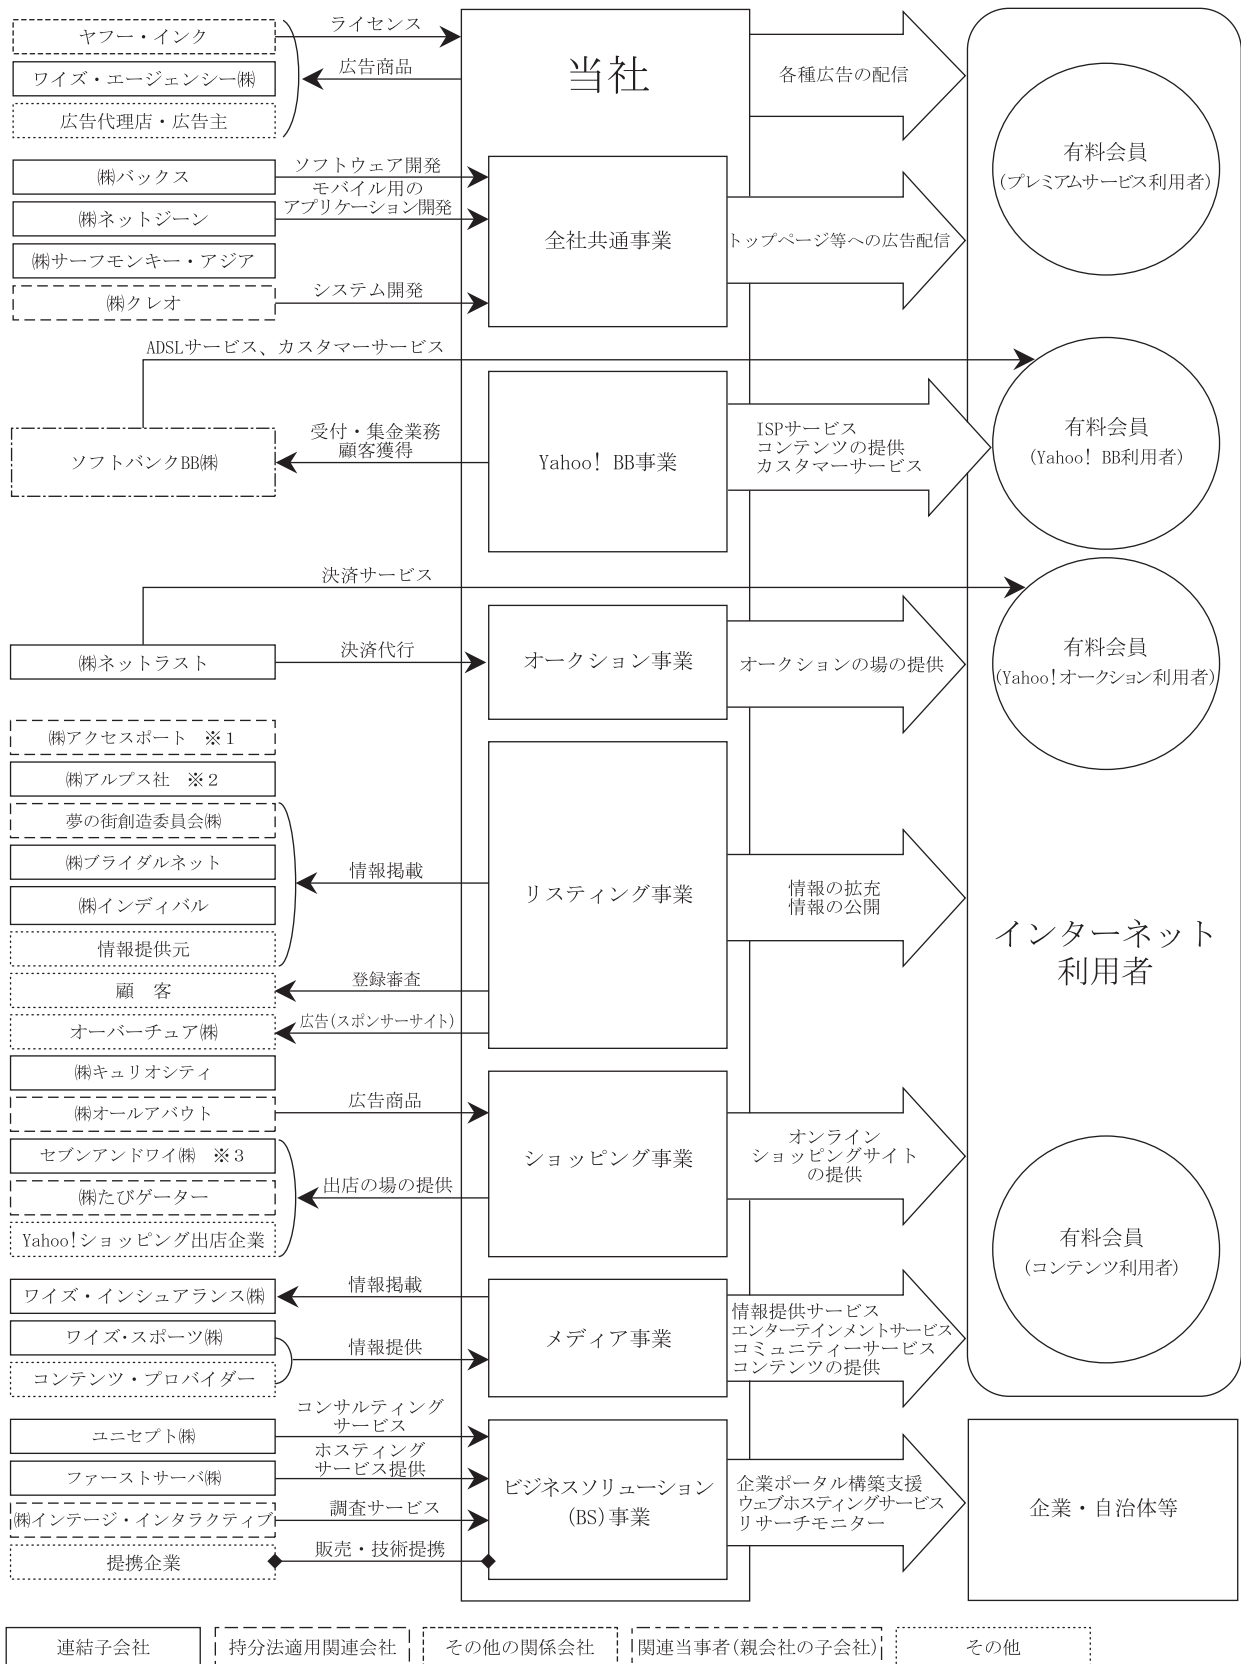 ヤフー・インク
ライセンス
ワイズ・エージェンシー㈱
広告商品
広告代理店・広告主
当社
各種広告の配信
㈱バックス
ソフトウェア開発
㈱ネットジーン
モバイル用の
アプリケーション開発
㈱サーフモンキー・アジア
㈱クレオ
システム開発
全社共通事業
トップページ等への広告配信
有料会員
(プレミアムサービス利用者)
ADSLサービス、カスタマーサービス
ソフトバンクBB㈱
受付・集金業務
顧客獲得
Yahoo! BB事業
ISPサービス
コンテンツの提供
カスタマーサービス
有料会員
(Yahoo! BB利用者)
決済サービス
㈱ネットラスト
決済代行
オークション事業
オークションの場の提供
有料会員
(Yahoo!オークション利用者)
㈱アクセスポート ※1
㈱アルプス社 ※2
夢の街創造委員会㈱
㈱ブライダルネット
㈱インディバル
情報提供元
情報掲載
顧 客
登録審査
オーバーチュア㈱
広告(スポンサーサイト)
リスティング事業
情報の拡充
情報の公開
インターネット
利用者
㈱キュリオシティ
㈱オールアバウト
広告商品
セブンアンドワイ㈱ ※3
㈱たびゲーター
Yahoo!ショッピング出店企業
出店の場の提供
ショッピング事業
オンライン
ショッピングサイト
の提供
有料会員
(コンテンツ利用者)
ワイズ・インシュアランス㈱
情報掲載
ワイズ・スポーツ㈱
コンテンツ・プロバイダー
情報提供
メディア事業
情報提供サービス
エンターテインメントサービス
コミュニティーサービス
コンテンツの提供
ユニセプト㈱
コンサルティング
サービス
ファーストサーバ㈱
ホスティング
サービス提供
㈱インテージ・インタラクティブ
調査サービス
提携企業
販売・技術提携
ビジネスソリューション
(BS)事業
企業ポータル構築支援
ウェブホスティングサービス
リサーチモニター
企業・自治体等
連結子会社
持分法適用関連会社
その他の関係会社
関連当事者(親会社の子会社)
その他